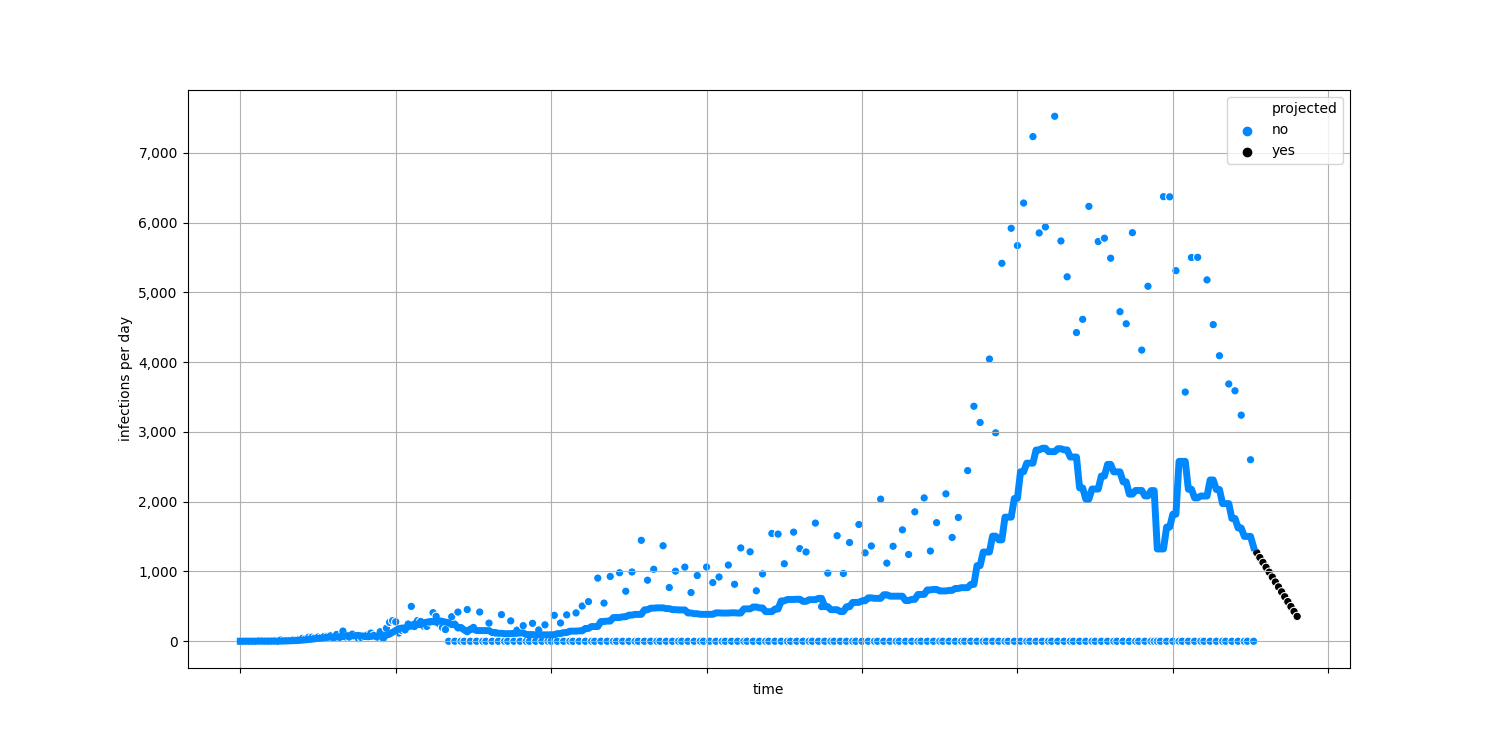 projected
no
yes
7,000
6,000
5,000
4,000
3,000
2,000
1,000
0
infections per day
time